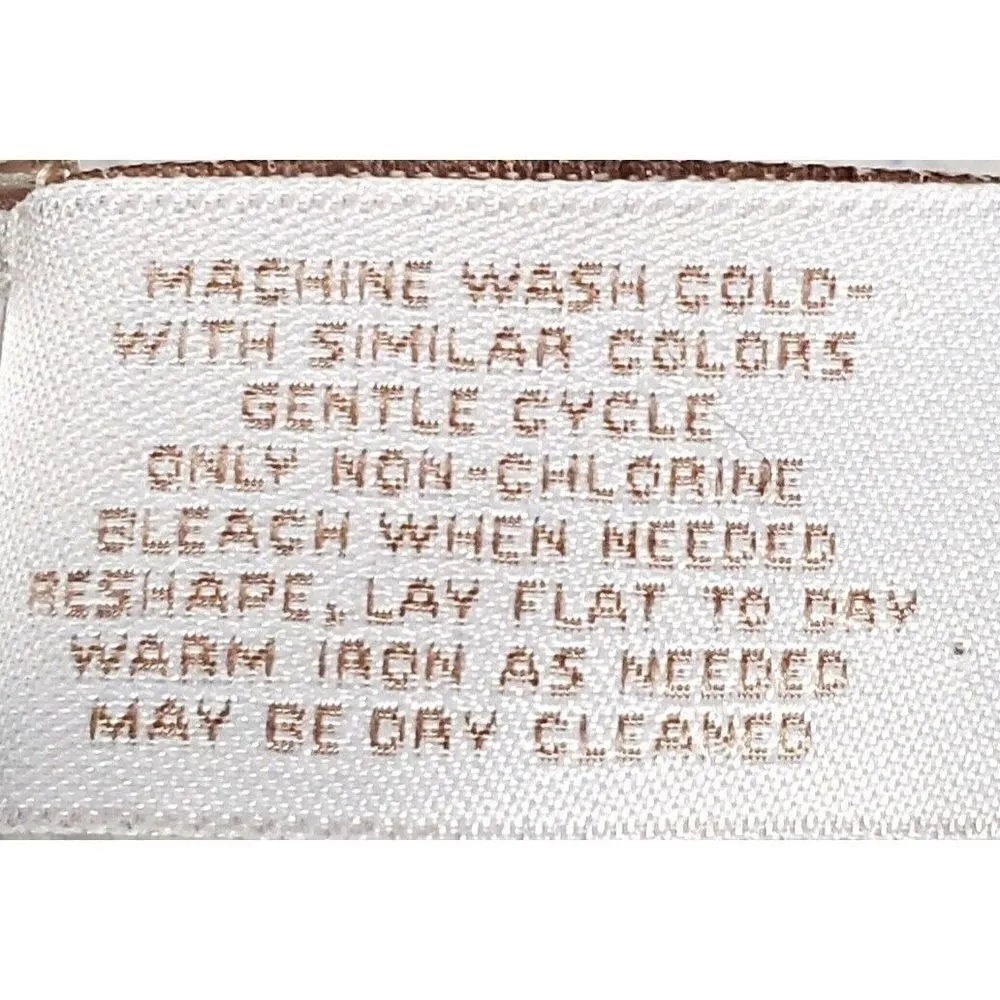 MACHINE WASH COLD-
WITH SIMILAR COLORS
GENTLE CYCLE
ONLY NON-CHLORINE
BLEACH WHEN NEEDED
RESHAPE, LAY FLAT TO DRY
WARM IRON AS NEEDED
MAY BE DRY CLEANED